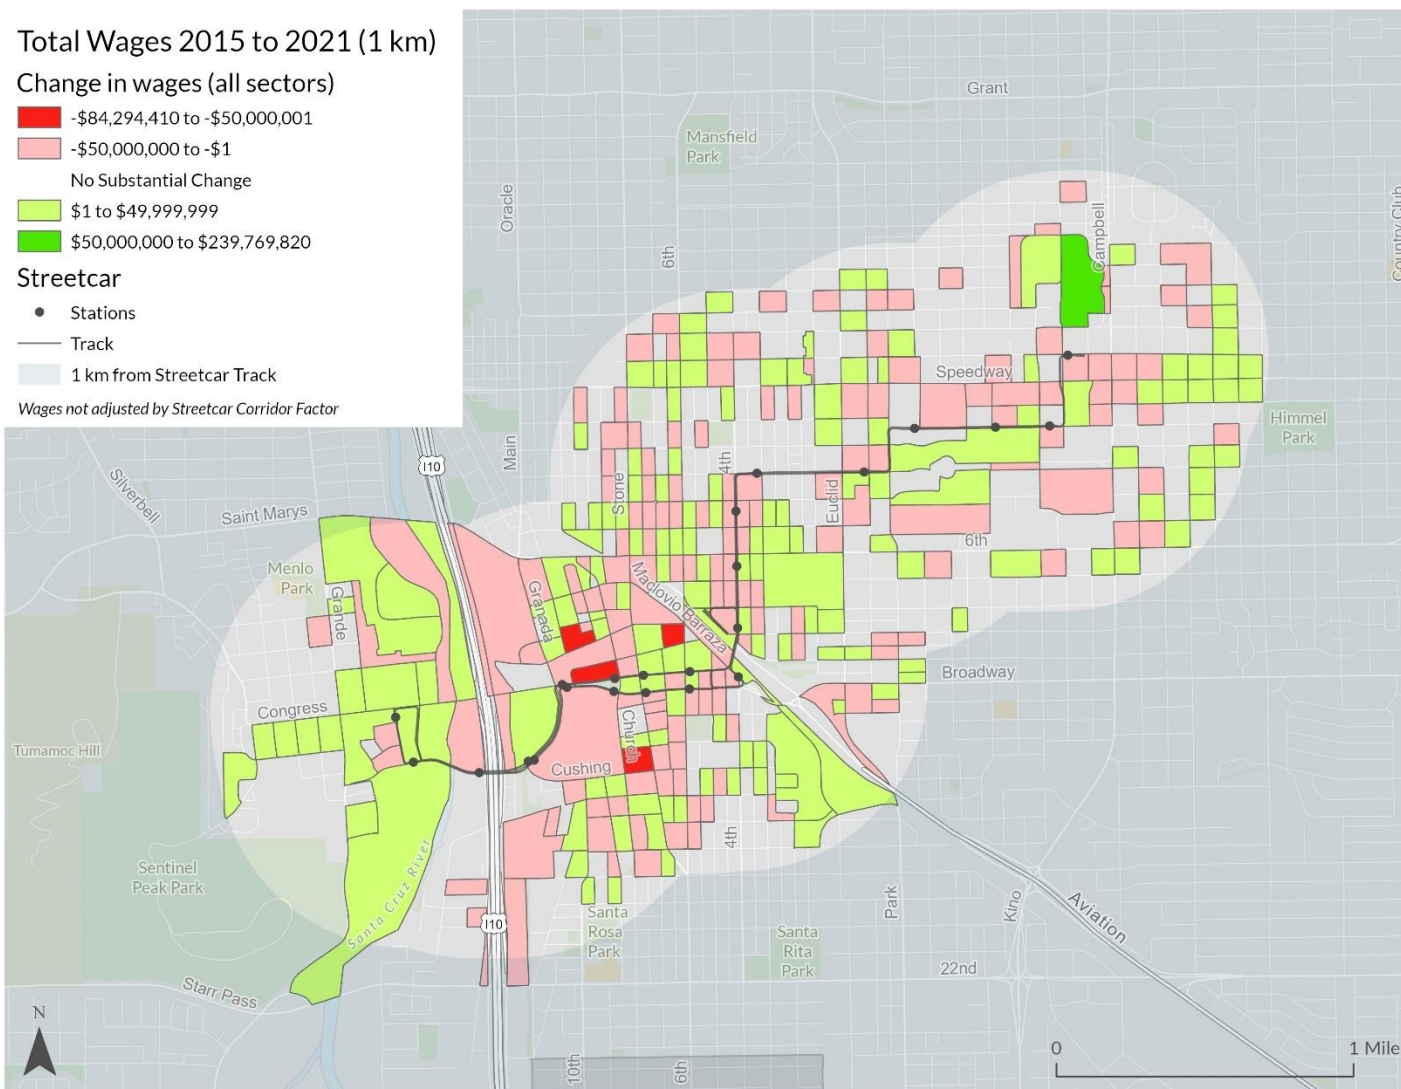 Total Wages 2015 to 2021 (1 km)
Change in wages (all sectors)
-$84,294,410 to -$50,000,001
-$50,000,000 to -$1
No Substantial Change
$1 to $49,999,999
$50,000,000 to $239,769,820
Streetcar
Stations
Track
1 km from Streetcar Track
Wages not adjusted by Streetcar Corridor Factor
Grant
Mansfield
Park
Oracle
6th
Campbell
Country Club
Speedway
Himmel
Park
Main
I10
4th
Stone
Euclid
Silverbell
Saint Marys
6th
Menlo
Park
Grande
Granada
Maclovio Barraza
Broadway
Congress
Church
Tumamoc Hill
Cushing
4th
Sentinel
Peak Park
Santa Cruz River
I10
Santa
Rosa
Park
Santa
Rita
Park
Park
Kino
Aviation
22nd
Starr Pass
N
10th
6th
0
1 Mile